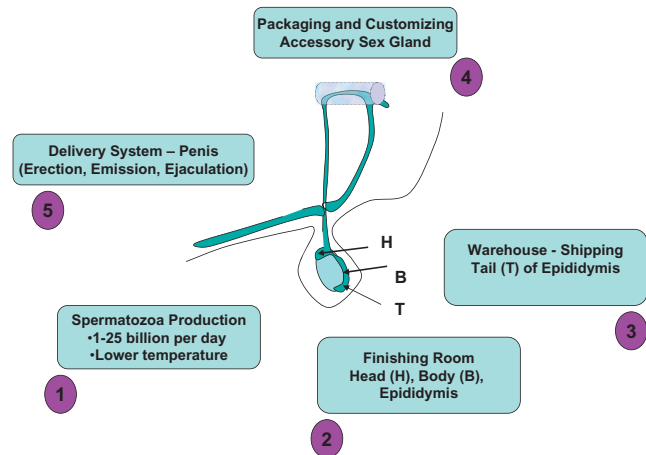 Packaging and Customizing
Accessory Sex Gland
4
Delivery System – Penis
(Erection, Emission, Ejaculation)
5
H
B
T
Warehouse - Shipping
Tail (T) of Epididymis
3
Spermatozoa Production
•1-25 billion per day
•Lower temperature
1
Finishing Room
Head (H), Body (B),
Epididymis
2